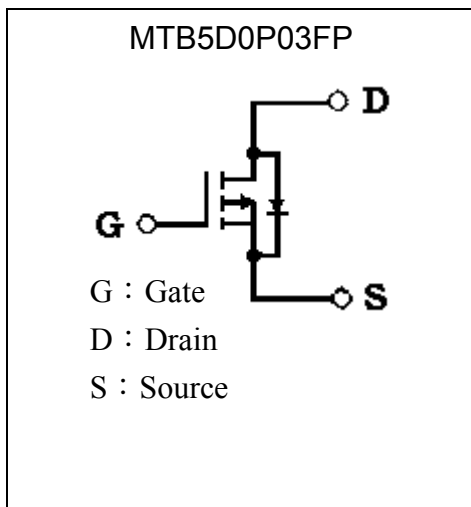 MTB5D0P03FP
D
G
S
G：Gate
D：Drain
S：Source